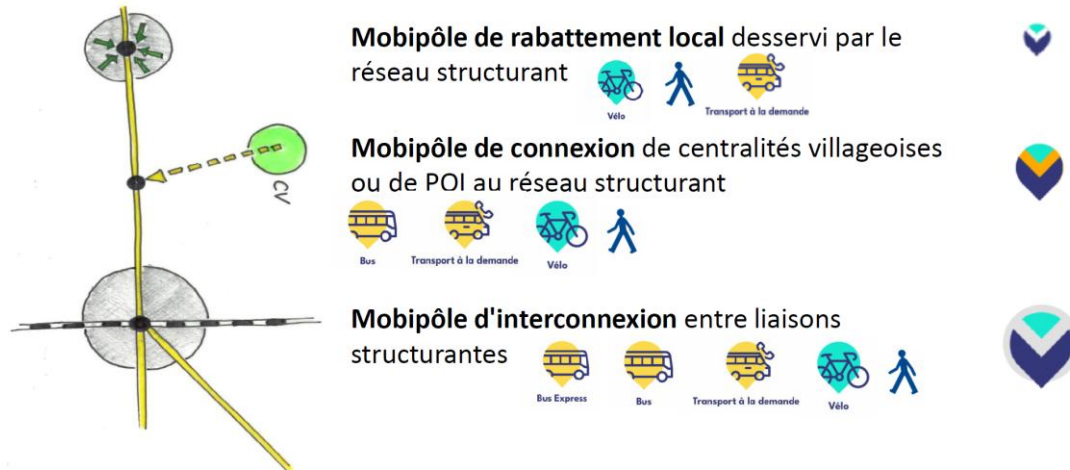 Mobipôle de rabattement local desservi par le
réseau structurant
Vélo
Transport à la demande
CV
Mobipôle de connexion de centralités villageoises
ou de POI au réseau structurant
Bus
Transport à la demande
Vélo
Mobipôle d'interconnexion entre liaisons
structurantes
Bus Express
Bus
Transport à la demande
Vélo